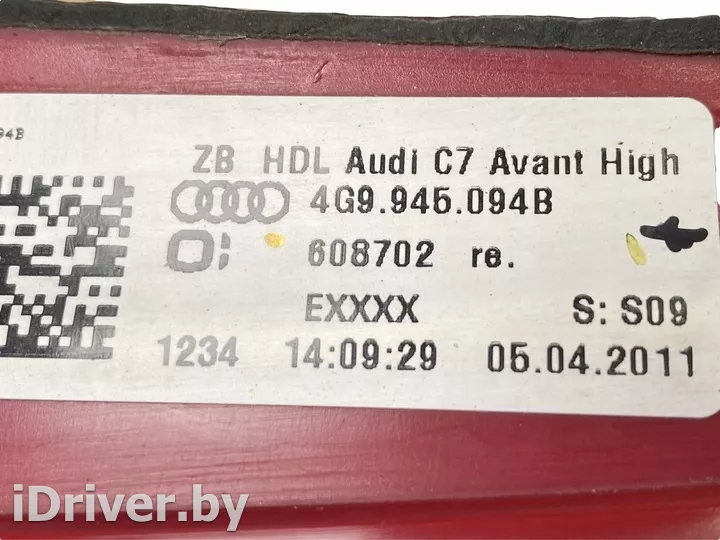 94B
ZB HDL Audi C7 Avant High
4G9.945.094B
608702 re.
EXXXX S: S09
1234 14:09:29 05.04.2011
iDriver.by